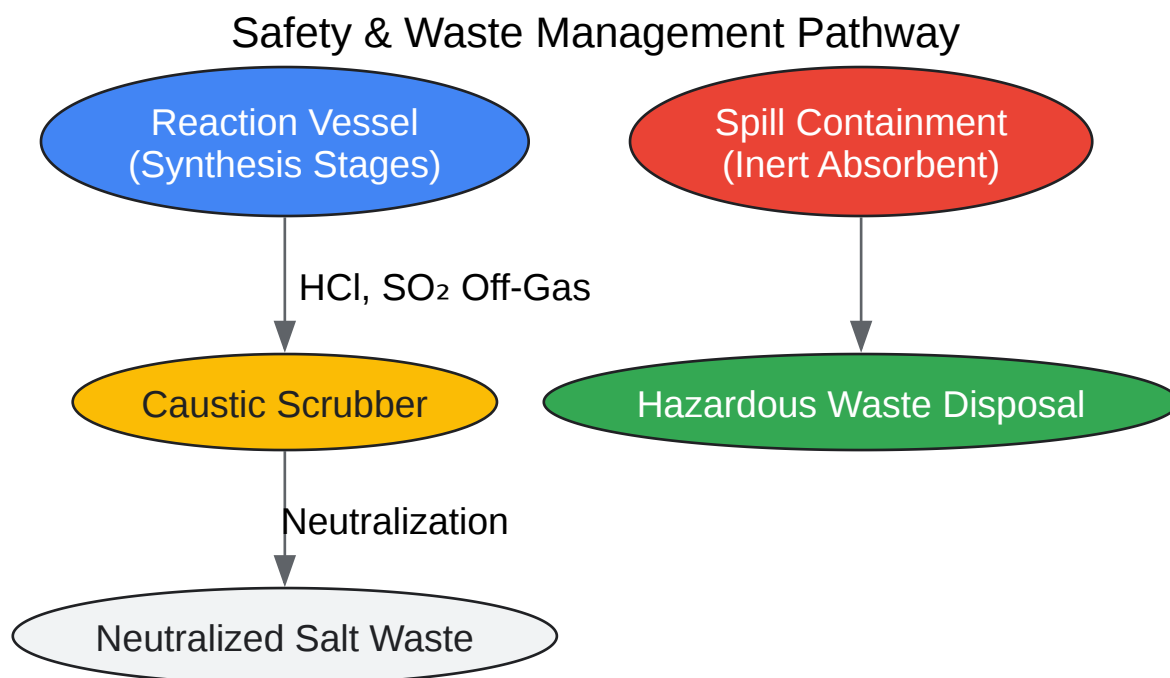 Safety & Waste Management Pathway
Reaction Vessel
(Synthesis Stages)
Spill Containment
(Inert Absorbent)
HCl, SO₂ Off-Gas
Caustic Scrubber
Hazardous Waste Disposal
Neutralization
Neutralized Salt Waste